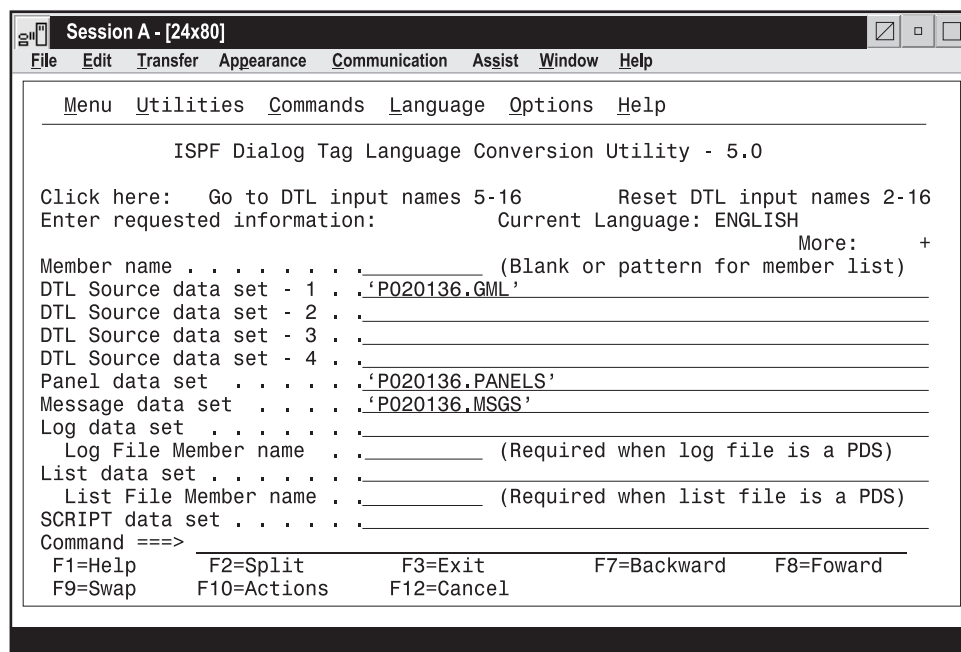 Session A - [24x80]
File Edit Transfer Appearance Communication Assist Window Help
Menu Utilities Commands Language Options Help
ISPF Dialog Tag Language Conversion Utility - 5.0
Click here: Go to DTL input names 5-16 Reset DTL input names 2-16
Enter requested information: Current Language: ENGLISH
More: +
Member name . . . . . . . .__________ (Blank or pattern for member list)
DTL Source data set - 1 . .‘P020136.GML’
DTL Source data set - 2 . .
DTL Source data set - 3 . .
DTL Source data set - 4 . .
Panel data set . . . . . .‘P020136.PANELS’
Message data set . . . . .‘P020136.MSGS’
Log data set . . . . . . .
Log File Member name . .__________ (Required when log file is a PDS)
List data set . . . . . . .
List File Member name . .__________ (Required when list file is a PDS)
SCRIPT data set . . . . . .
Command ===>
F1=Help F2=Split F3=Exit F7=Backward F8=Foward
F9=Swap F10=Actions F12=Cancel